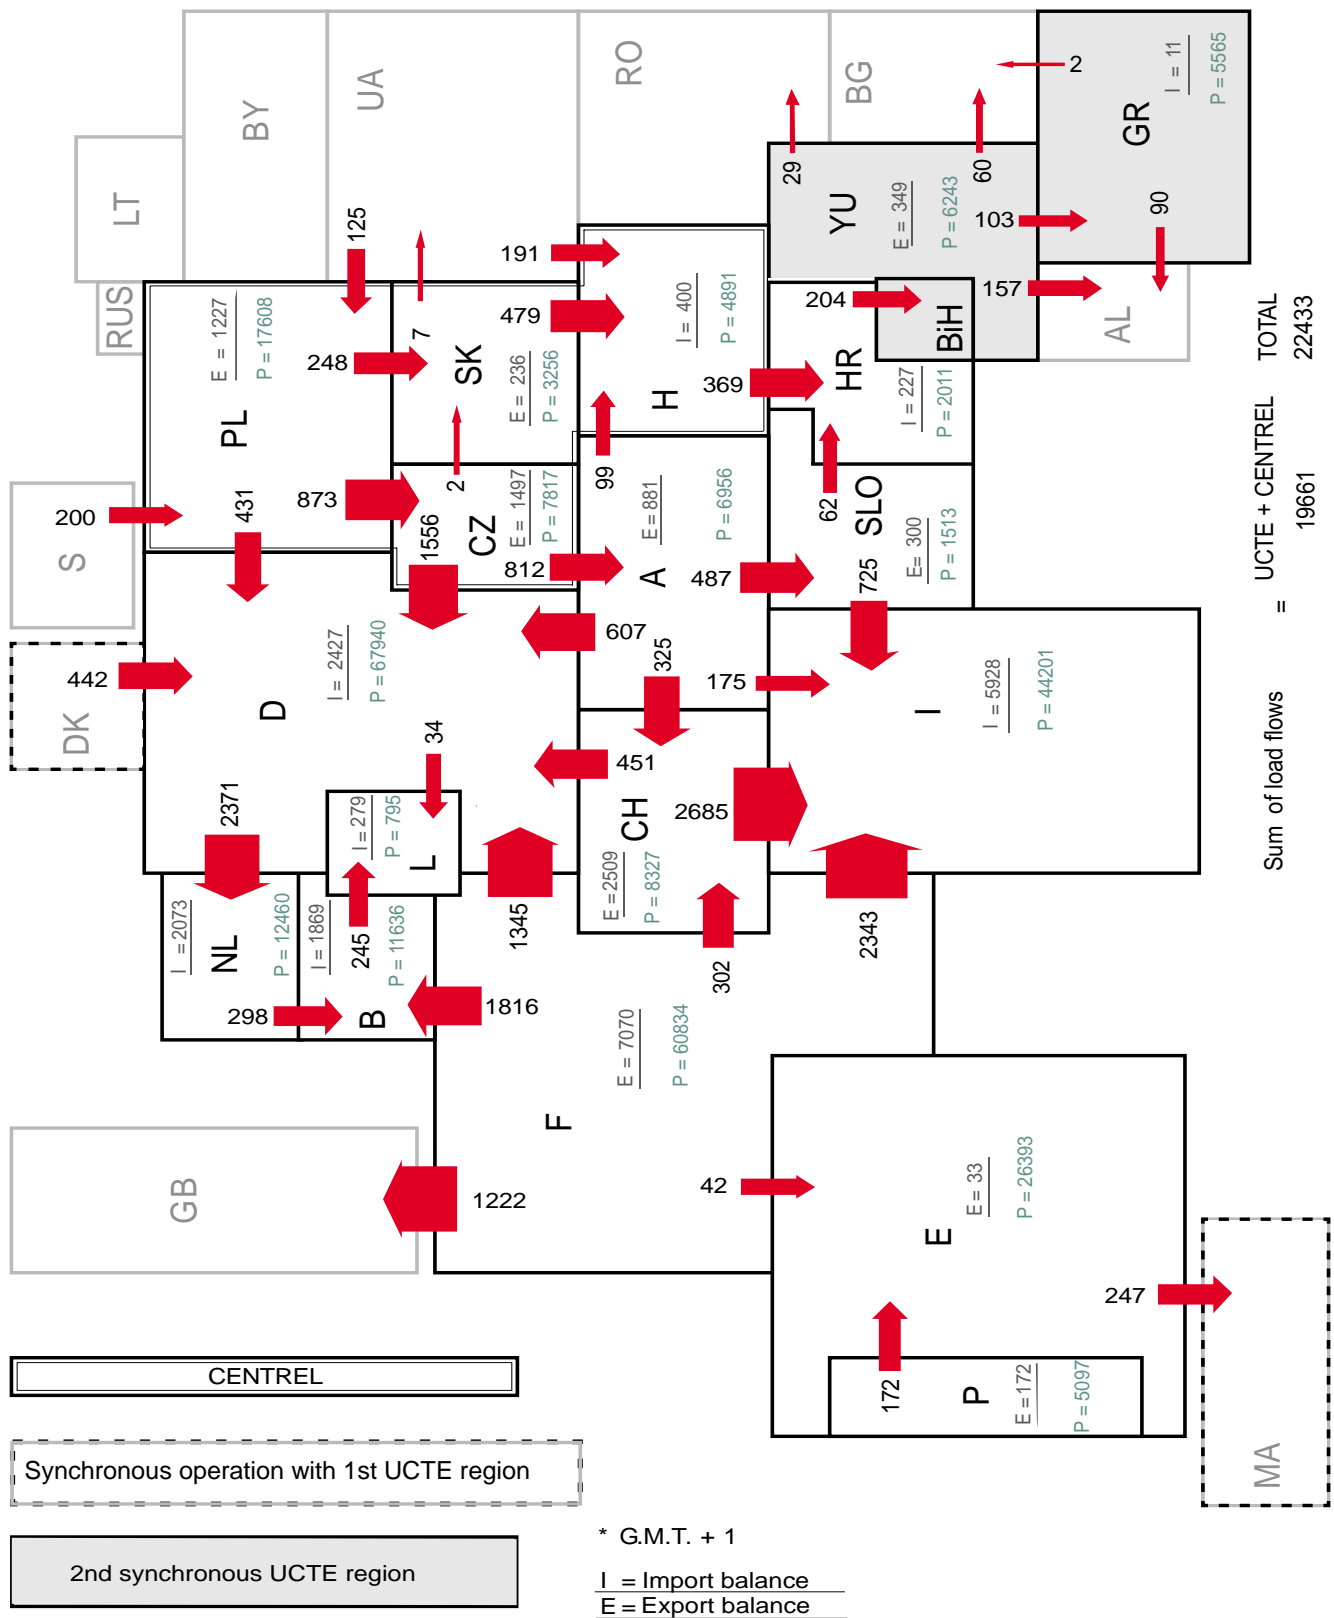 BY
UA
RO
BG
LT
RUS
S
DK
GB
MA
AL
GR
I = 11
P = 5565
2
90
YU
E = 349
P = 6243
29
60
103
157
BiH
204
HR
I = 227
P = 2011
62
SLO
E= 300
P = 1513
725
H
I = 400
P = 4891
191
479
369
99
SK
E = 236
P = 3256
7
2
125
248
PL
E = 1227
P = 17608
200
431
873
CZ
E = 1497
P = 7817
1556
812
A
E = 881
P = 6956
607
487
325
175
D
I = 2427
P = 67940
442
34
2371
I
I = 5928
P = 44201
CH
E = 2509
P = 8327
451
2685
302
2343
L
I = 279
P = 795
245
1345
NL
I = 2073
P = 12460
298
B
I = 1869
P = 11636
1816
F
E = 7070
P = 60834
1222
42
E
E = 33
P = 26393
247
172
P
E = 172
P = 5097
Sum of load flows = UCTE + CENTREL TOTAL
19661 22433
CENTREL
Synchronous operation with 1st UCTE region
2nd synchronous UCTE region
* G.M.T. + 1
I = Import balance
E = Export balance